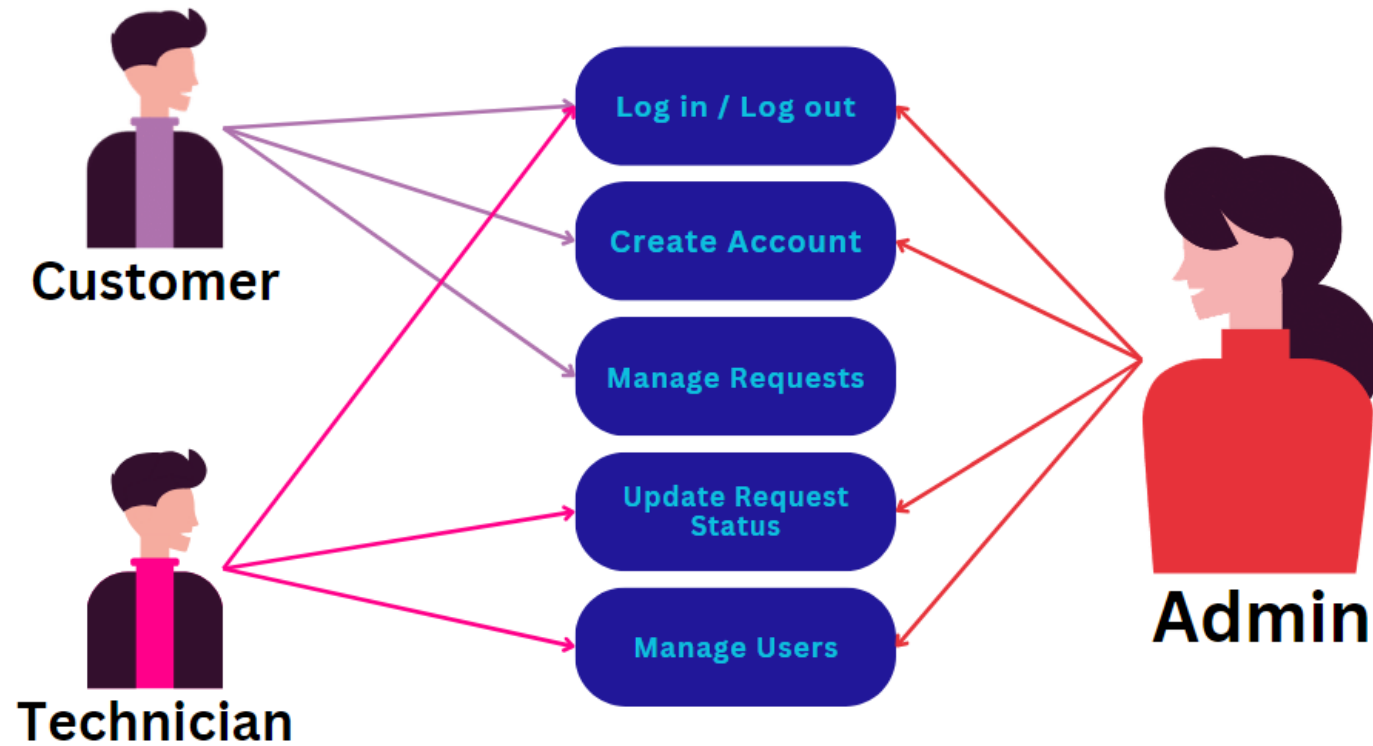 Log in / Log out
Create Account
Customer
Manage Requests
Update Request
Status
Admin
Manage Users
Technician